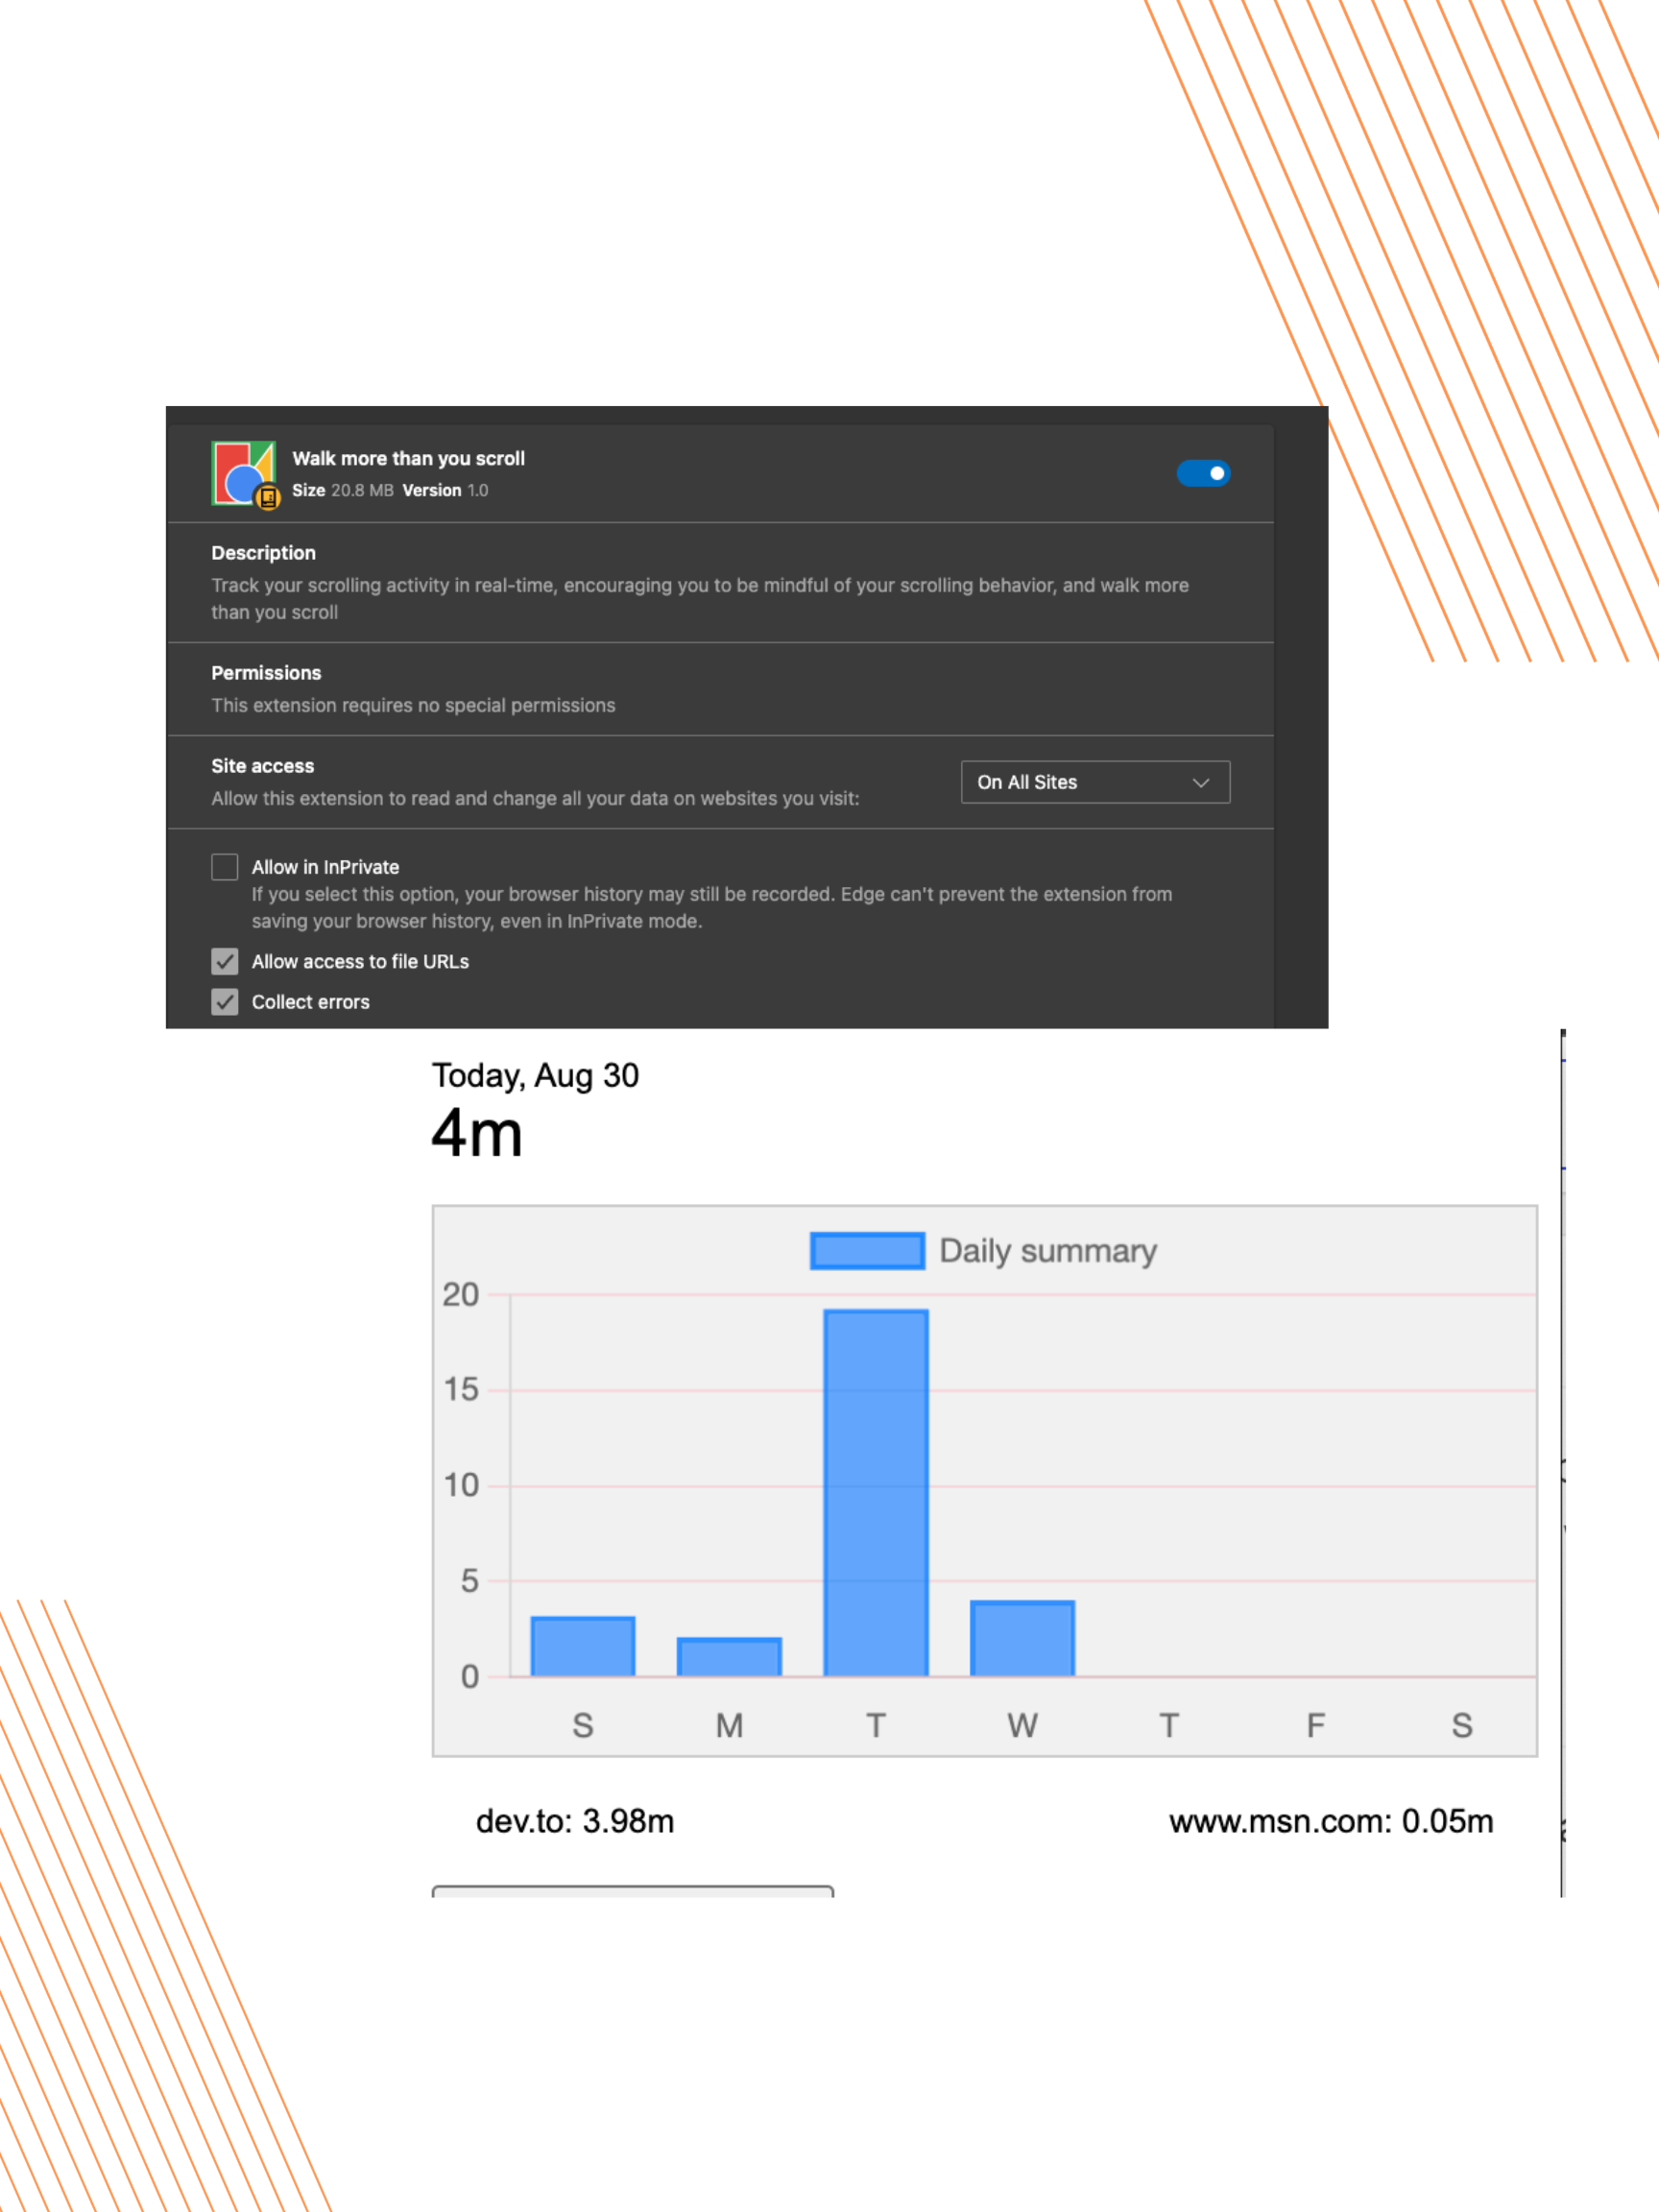 Walk more than you scroll
Size 20.8 MB Version 1.0
Description
Track your scrolling activity in real-time, encouraging you to be mindful of your scrolling behavior, and walk more
than you scroll
Permissions
This extension requires no special permissions
Site access
Allow this extension to read and change all your data on websites you visit:
On All Sites
Allow in InPrivate
If you select this option, your browser history may still be recorded. Edge can't prevent the extension from
saving your browser history, even in InPrivate mode.
Allow access to file URLs
Collect errors
Today, Aug 30
4m
Daily summary
20
15
10
5
0
S M T W T F S
dev.to: 3.98m www.msn.com: 0.05m